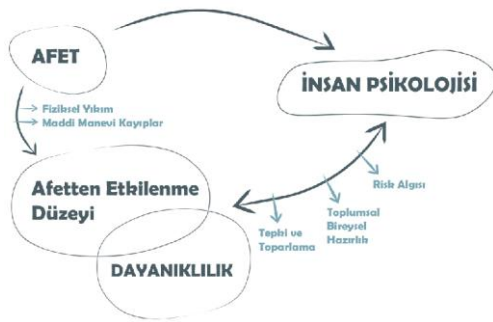 AFET
İNSAN PSİKOLOJİSİ
Fiziksel Yıkım
Maddi Manevi Kayıplar
Afetten Etkilenme
Düzeyi
Risk Algısı
Toplumsal
Bireysel
Hazırlık
Tepki ve
Toparlama
DAYANIKLILIK